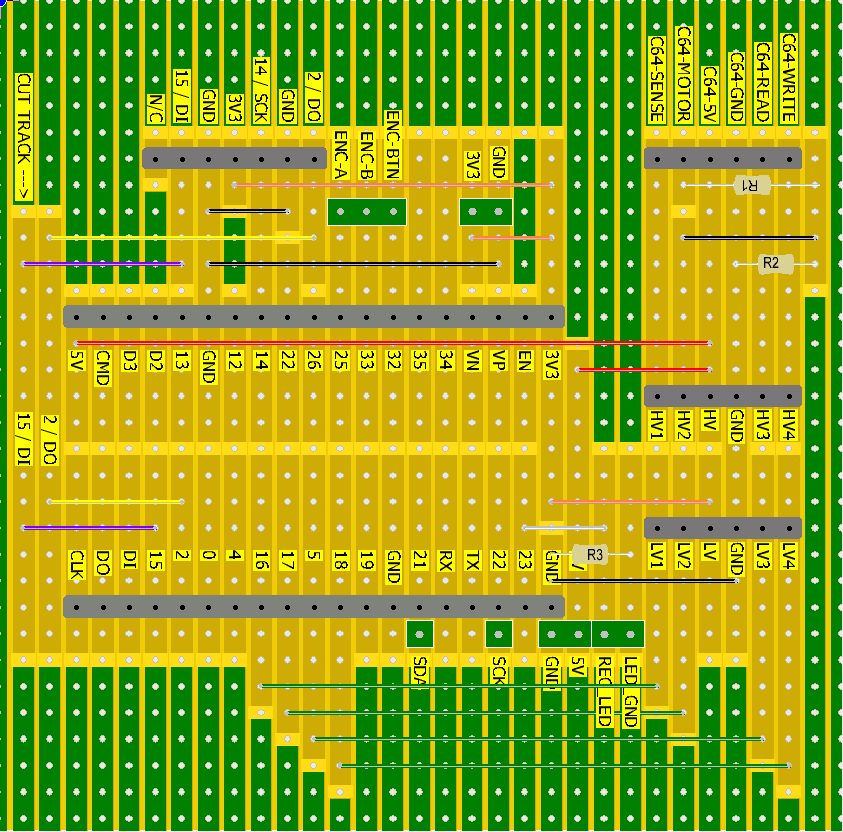 CUT TRACK --->
N/C
15 / DI
GND
3V3
14 / SCK
GND
2 / DO
ENC-A
ENC-B
ENC-BTN
3V3
GND
C64-SENSE
C64-MOTOR
C64-5V
C64-GND
C64-READ
C64-WRITE
R1
R2
5V
CMD
D3
D2
13
GND
12
14
22
26
25
33
32
35
34
VN
VP
EN
3V3
15 / DI
2 / DO
HV1
HV2
HV
GND
HV3
HV4
CLK
DO
DI
15
2
0
4
16
17
5
18
19
GND
21
RX
TX
22
23
GND
R3
LV1
LV2
LV
GND
LV3
LV4
SDA
SCK
GND
5V
REC LED
LED GND